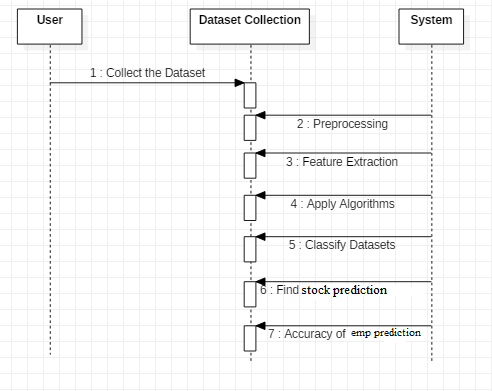 User
Dataset Collection
System
1 : Collect the Dataset
2 : Preprocessing
3 : Feature Extraction
4 : Apply Algorithms
5 : Classify Datasets
6 : Find stock prediction
7 : Accuracy of emp prediction